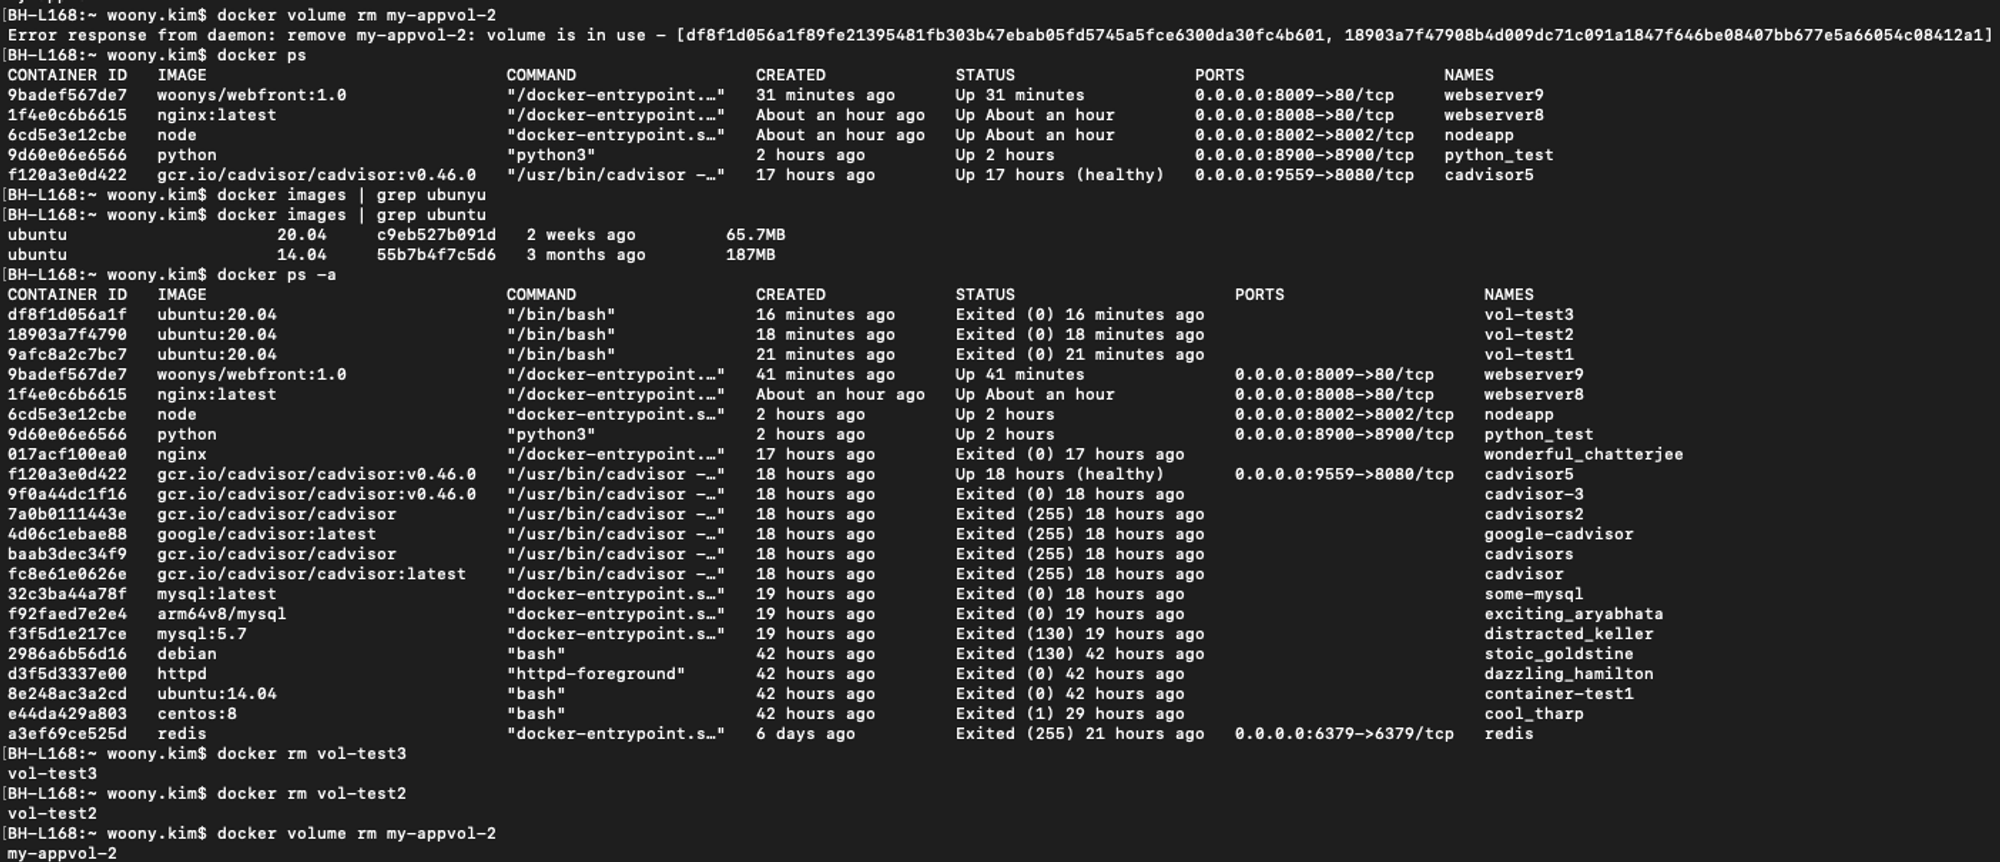 [BH-L168:~ woony.kim$ docker volume rm my-appvol-2
Error response from daemon: remove my-appvol-2: volume is in use - [df8f1d056a1f89fe21395481fb303b47ebab05fd5745a5fce6300da30fc4b601, 18903a7f47908b4d009dc71c091a1847f646be08407bb677e5a66054c08412a1]
[BH-L168:~ woony.kim$ docker ps
CONTAINER ID   IMAGE                              COMMAND                  CREATED             STATUS                  PORTS                    NAMES
9badef567de7   woonys/webfront:1.0                "/docker-entrypoint.…"   31 minutes ago      Up 31 minutes           0.0.0.0:8009->80/tcp     webserver9
1f4e0c6b6615   nginx:latest                       "/docker-entrypoint.…"   About an hour ago   Up About an hour        0.0.0.0:8008->80/tcp     webserver8
6cd5e3e12cbe   node                               "docker-entrypoint.s…"   About an hour ago   Up About an hour        0.0.0.0:8002->8002/tcp   nodeapp
9d60e06e6566   python                             "python3"                2 hours ago         Up 2 hours              0.0.0.0:8900->8900/tcp   python_test
f120a3e0d422   gcr.io/cadvisor/cadvisor:v0.46.0   "/usr/bin/cadvisor -…"   17 hours ago        Up 17 hours (healthy)   0.0.0.0:9559->8080/tcp   cadvisor5
[BH-L168:~ woony.kim$ docker images | grep ubunyu
[BH-L168:~ woony.kim$ docker images | grep ubuntu
ubuntu                     20.04     c9eb527b091d   2 weeks ago         65.7MB
ubuntu                     14.04     55b7b4f7c5d6   3 months ago        187MB
[BH-L168:~ woony.kim$ docker ps -a
CONTAINER ID   IMAGE                              COMMAND                  CREATED             STATUS                      PORTS                    NAMES
df8f1d056a1f   ubuntu:20.04                       "/bin/bash"              16 minutes ago      Exited (0) 16 minutes ago                            vol-test3
18903a7f4790   ubuntu:20.04                       "/bin/bash"              18 minutes ago      Exited (0) 18 minutes ago                            vol-test2
9afc8a2c7bc7   ubuntu:20.04                       "/bin/bash"              21 minutes ago      Exited (0) 21 minutes ago                            vol-test1
9badef567de7   woonys/webfront:1.0                "/docker-entrypoint.…"   41 minutes ago      Up 41 minutes               0.0.0.0:8009->80/tcp     webserver9
1f4e0c6b6615   nginx:latest                       "/docker-entrypoint.…"   About an hour ago   Up About an hour            0.0.0.0:8008->80/tcp     webserver8
6cd5e3e12cbe   node                               "docker-entrypoint.s…"   2 hours ago         Up 2 hours                  0.0.0.0:8002->8002/tcp   nodeapp
9d60e06e6566   python                             "python3"                2 hours ago         Up 2 hours                  0.0.0.0:8900->8900/tcp   python_test
017acf100ea0   nginx                              "/docker-entrypoint.…"   17 hours ago        Exited (0) 17 hours ago                              wonderful_chatterjee
f120a3e0d422   gcr.io/cadvisor/cadvisor:v0.46.0   "/usr/bin/cadvisor -…"   18 hours ago        Up 18 hours (healthy)       0.0.0.0:9559->8080/tcp   cadvisor5
9f0a44dc1f16   gcr.io/cadvisor/cadvisor:v0.46.0   "/usr/bin/cadvisor -…"   18 hours ago        Exited (0) 18 hours ago                              cadvisor-3
7a0b0111443e   gcr.io/cadvisor/cadvisor           "/usr/bin/cadvisor -…"   18 hours ago        Exited (255) 18 hours ago                            cadvisors2
4d06c1ebae88   google/cadvisor:latest             "/usr/bin/cadvisor -…"   18 hours ago        Exited (255) 18 hours ago                            google-cadvisor
baab3dec34f9   gcr.io/cadvisor/cadvisor           "/usr/bin/cadvisor -…"   18 hours ago        Exited (255) 18 hours ago                            cadvisors
fc8e61e0626e   gcr.io/cadvisor/cadvisor:latest    "/usr/bin/cadvisor -…"   18 hours ago        Exited (255) 18 hours ago                            cadvisor
32c3ba44a78f   mysql:latest                       "docker-entrypoint.s…"   19 hours ago        Exited (0) 18 hours ago                              some-mysql
f92faed7e2e4   arm64v8/mysql                      "docker-entrypoint.s…"   19 hours ago        Exited (0) 19 hours ago                              exciting_aryabhata
f3f5d1e217ce   mysql:5.7                          "docker-entrypoint.s…"   19 hours ago        Exited (130) 19 hours ago                            distracted_keller
2986a6b56d16   debian                             "bash"                   42 hours ago        Exited (130) 42 hours ago                            stoic_goldstine
d3f5d3337e00   httpd                              "httpd-foreground"       42 hours ago        Exited (0) 42 hours ago                              dazzling_hamilton
8e248ac3a2cd   ubuntu:14.04                       "bash"                   42 hours ago        Exited (0) 42 hours ago                              container-test1
e44da429a803   centos:8                           "bash"                   42 hours ago        Exited (1) 29 hours ago                              cool_tharp
a3ef69ce525d   redis                              "docker-entrypoint.s…"   6 days ago          Exited (255) 21 hours ago   0.0.0.0:6379->6379/tcp   redis
[BH-L168:~ woony.kim$ docker rm vol-test3
vol-test3
[BH-L168:~ woony.kim$ docker rm vol-test2
vol-test2
[BH-L168:~ woony.kim$ docker volume rm my-appvol-2
my-appvol-2